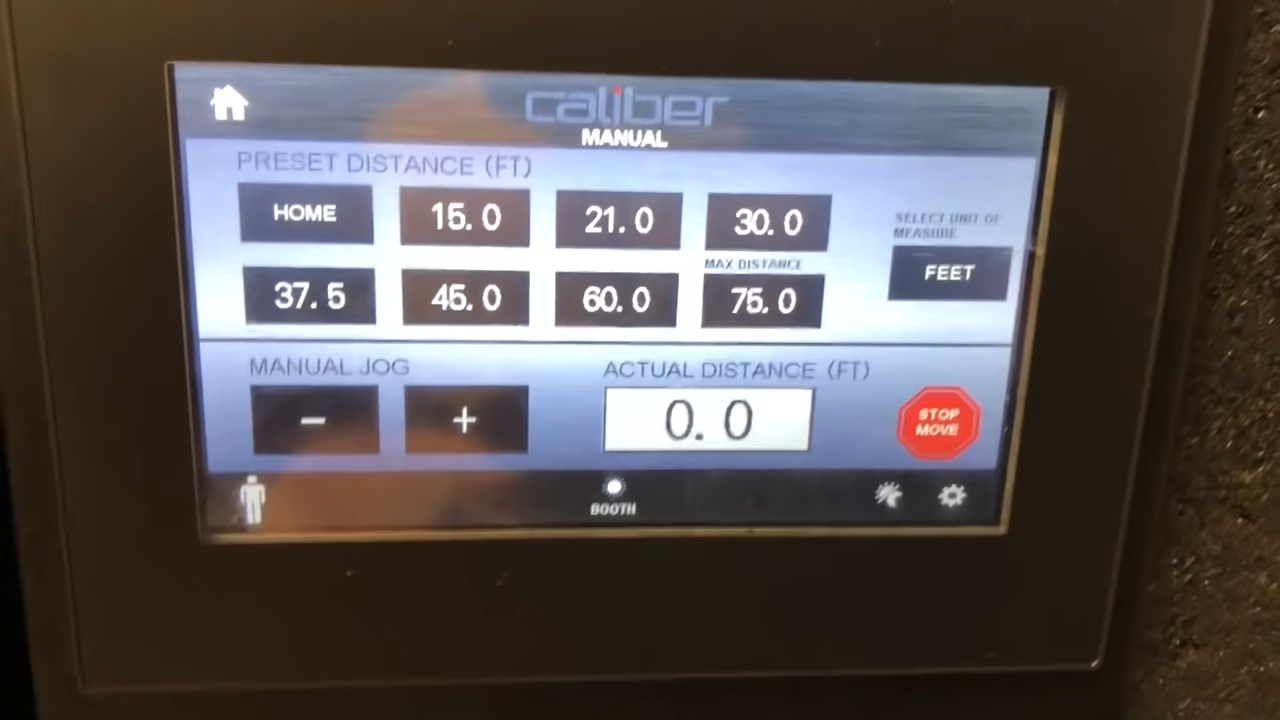 caliber
MANUAL
PRESET DISTANCE (FT)
HOME
15.0
21.0
30.0
SELECT UNIT OF
MEASURE
FEET
37.5
45.0
60.0
MAX DISTANCE
75.0
MANUAL JOG
ACTUAL DISTANCE (FT)
-
+
0.0
STOP
MOVE
BOOTH